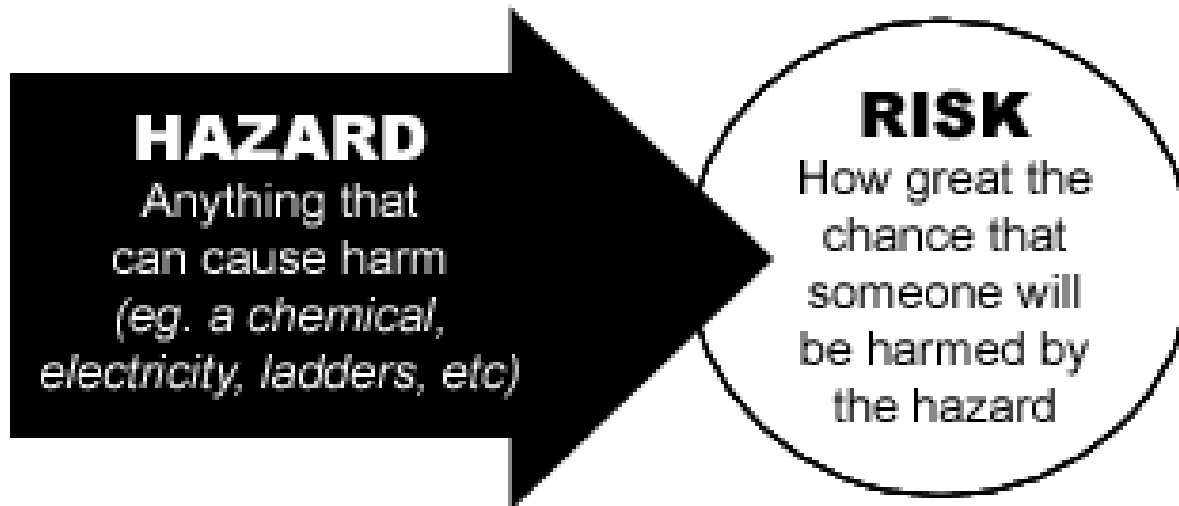 HAZARD
Anything that
can cause harm
(eg. a chemical,
electricity, ladders, etc)
RISK
How great the
chance that
someone will
be harmed by
the hazard